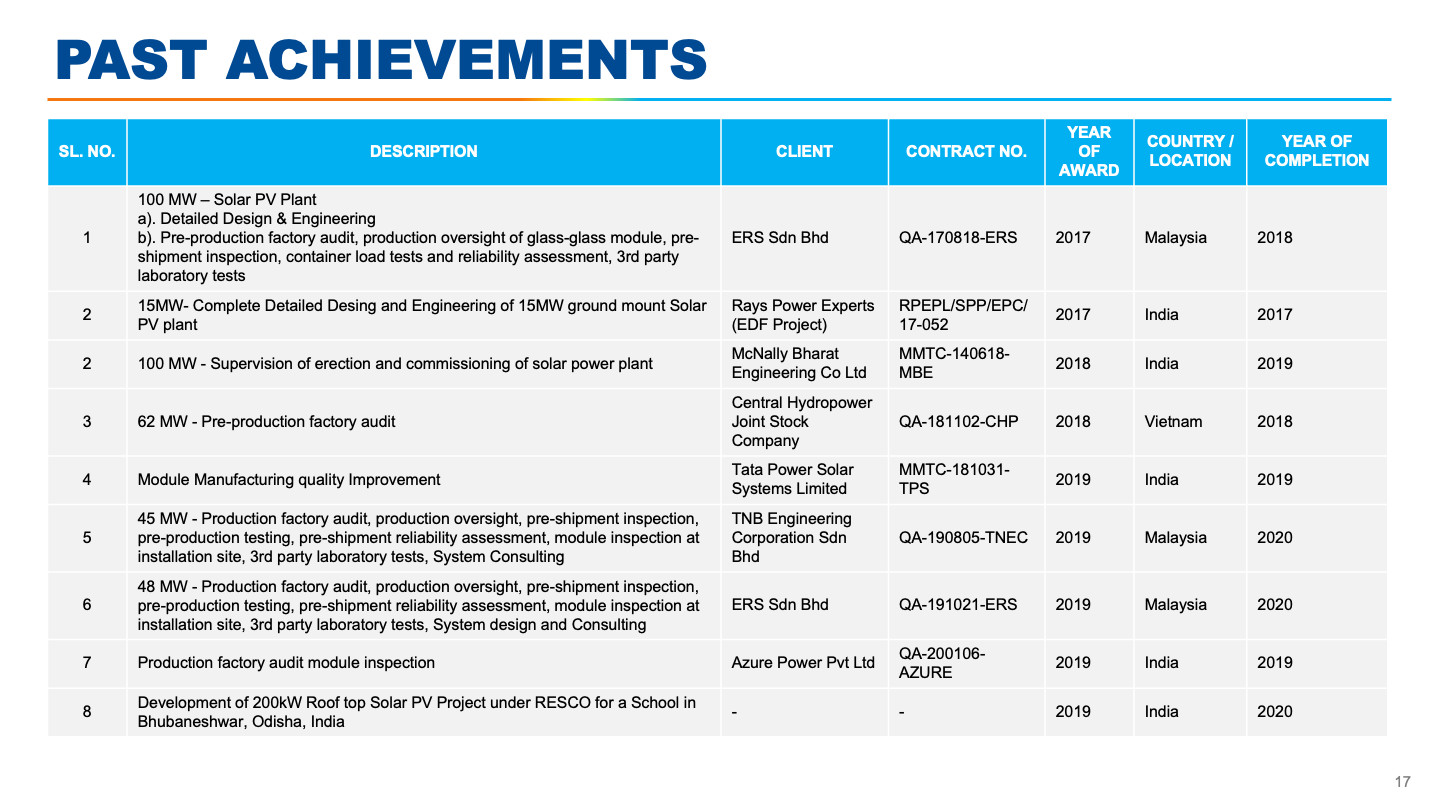 PAST ACHIEVEMENTS
SL. NO.
DESCRIPTION
CLIENT
CONTRACT NO.
YEAR
OF
AWARD
COUNTRY /
LOCATION
YEAR OF
COMPLETION
1
100 MW – Solar PV Plant
a). Detailed Design & Engineering
b). Pre-production factory audit, production oversight of glass-glass module, pre-
shipment inspection, container load tests and reliability assessment, 3rd party
laboratory tests
ERS Sdn Bhd
QA-170818-ERS
2017
Malaysia
2018
2
15MW- Complete Detailed Desing and Engineering of 15MW ground mount Solar
PV plant
Rays Power Experts
(EDF Project)
RPEPL/SPP/EPC/
17-052
2017
India
2017
2
100 MW - Supervision of erection and commissioning of solar power plant
McNally Bharat
Engineering Co Ltd
MMTC-140618-
MBE
2018
India
2019
3
62 MW - Pre-production factory audit
Central Hydropower
Joint Stock
Company
QA-181102-CHP
2018
Vietnam
2018
4
Module Manufacturing quality Improvement
Tata Power Solar
Systems Limited
MMTC-181031-
TPS
2019
India
2019
5
45 MW - Production factory audit, production oversight, pre-shipment inspection,
pre-production testing, pre-shipment reliability assessment, module inspection at
installation site, 3rd party laboratory tests, System Consulting
TNB Engineering
Corporation Sdn
Bhd
QA-190805-TNEC
2019
Malaysia
2020
6
48 MW - Production factory audit, production oversight, pre-shipment inspection,
pre-production testing, pre-shipment reliability assessment, module inspection at
installation site, 3rd party laboratory tests, System design and Consulting
ERS Sdn Bhd
QA-191021-ERS
2019
Malaysia
2020
7
Production factory audit module inspection
Azure Power Pvt Ltd
QA-200106-
AZURE
2019
India
2019
8
Development of 200kW Roof top Solar PV Project under RESCO for a School in
Bhubaneshwar, Odisha, India
-
-
2019
India
2020
17